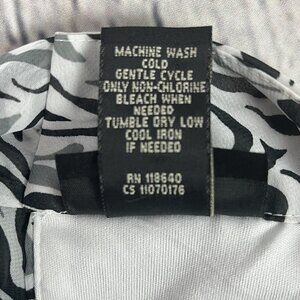 MACHINE WASH
COLD
GENTLE CYCLE
ONLY NON-CHLORINE
BLEACH WHEN
NEEDED
TUMBLE DRY LOW
COOL IRON
IF NEEDED
RN 118640
CS 11070176